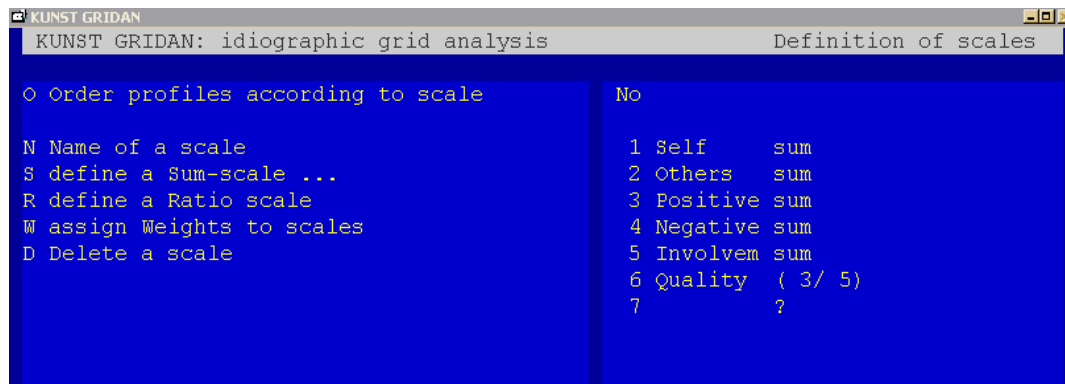 KUNST GRIDAN
KUNST GRIDAN: idiographic grid analysis Definition of scales
O Order profiles according to scale No
N Name of a scale 1 Self sum
S define a Sum-scale ... 2 Others sum
R define a Ratio scale 3 Positive sum
W assign Weights to scales 4 Negative sum
D Delete a scale 5 Involvem sum
6 Quality ( 3/ 5)
7 ?